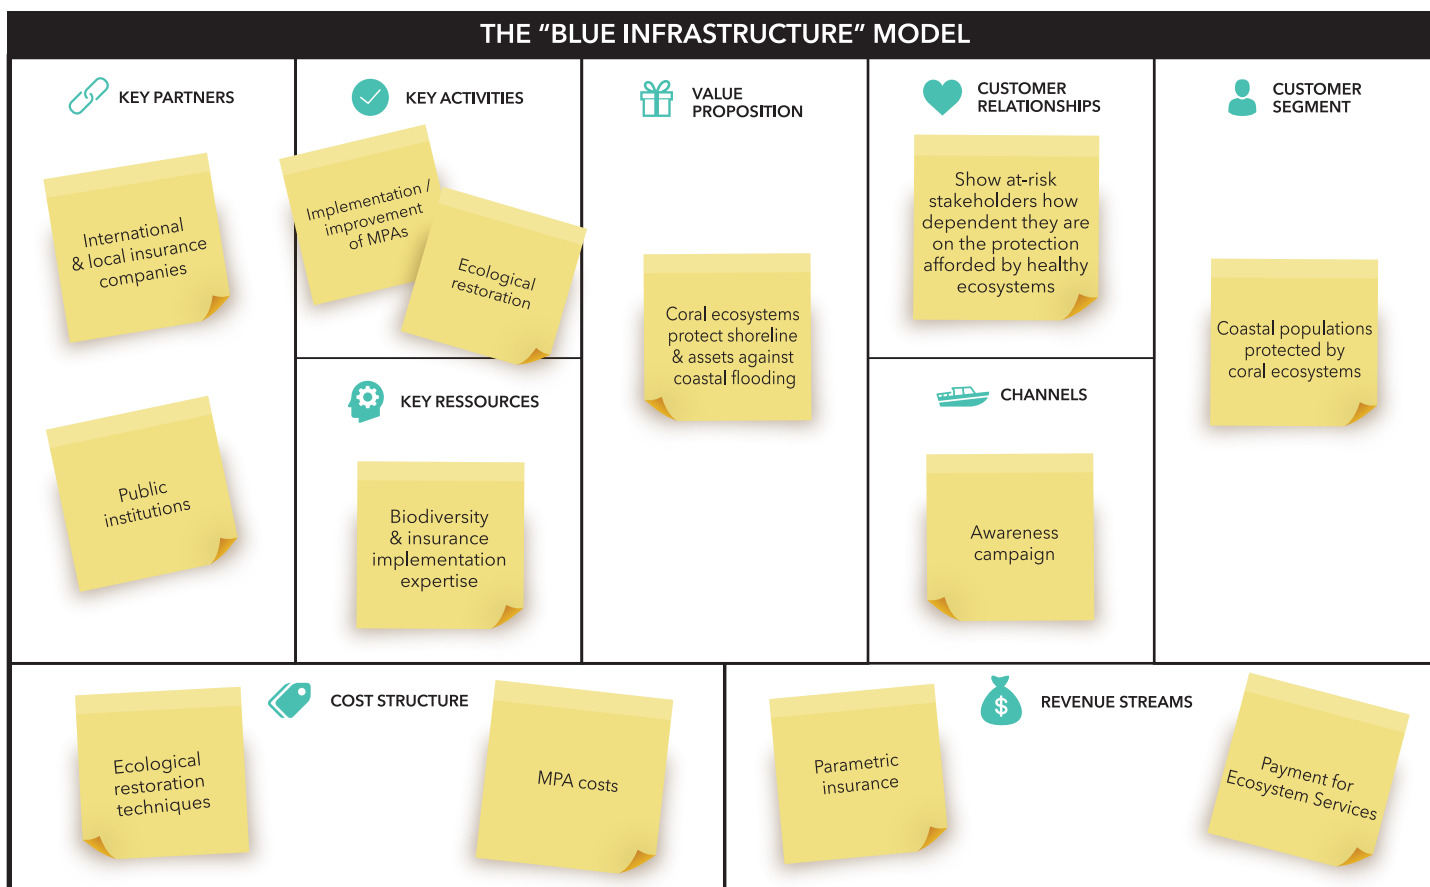 THE “BLUE INFRASTRUCTURE” MODEL
KEY PARTNERS
International
& local insurance
companies
Public
institutions
KEY ACTIVITIES
Implementation /
improvement
of MPAs
Ecological
restoration
KEY RESSOURCES
Biodiversity
& insurance
implementation
expertise
VALUE
PROPOSITION
Coral ecosystems
protect shoreline
& assets against
coastal flooding
CUSTOMER
RELATIONSHIPS
Show at-risk
stakeholders how
dependent they are
on the protection
afforded by healthy
ecosystems
CHANNELS
Awareness
campaign
CUSTOMER
SEGMENT
Coastal populations
protected by
coral ecosystems
COST STRUCTURE
Ecological
restoration
techniques
MPA costs
REVENUE STREAMS
$
Parametric
insurance
Payment for
Ecosystem Services